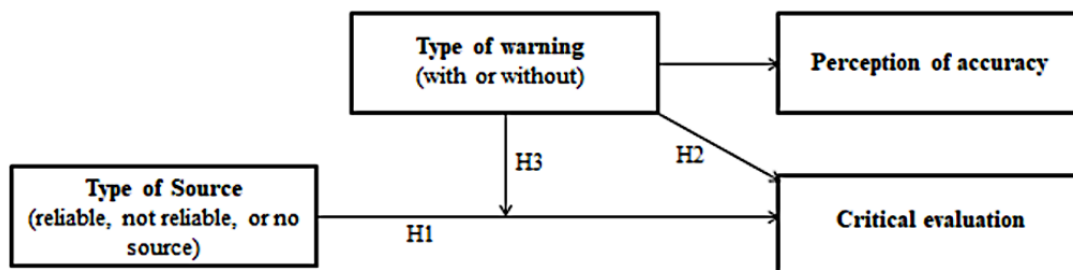 Type of warning
(with or without)
Perception of accuracy
H3
H2
Type of Source
(reliable, not reliable, or no
source)
H1
Critical evaluation